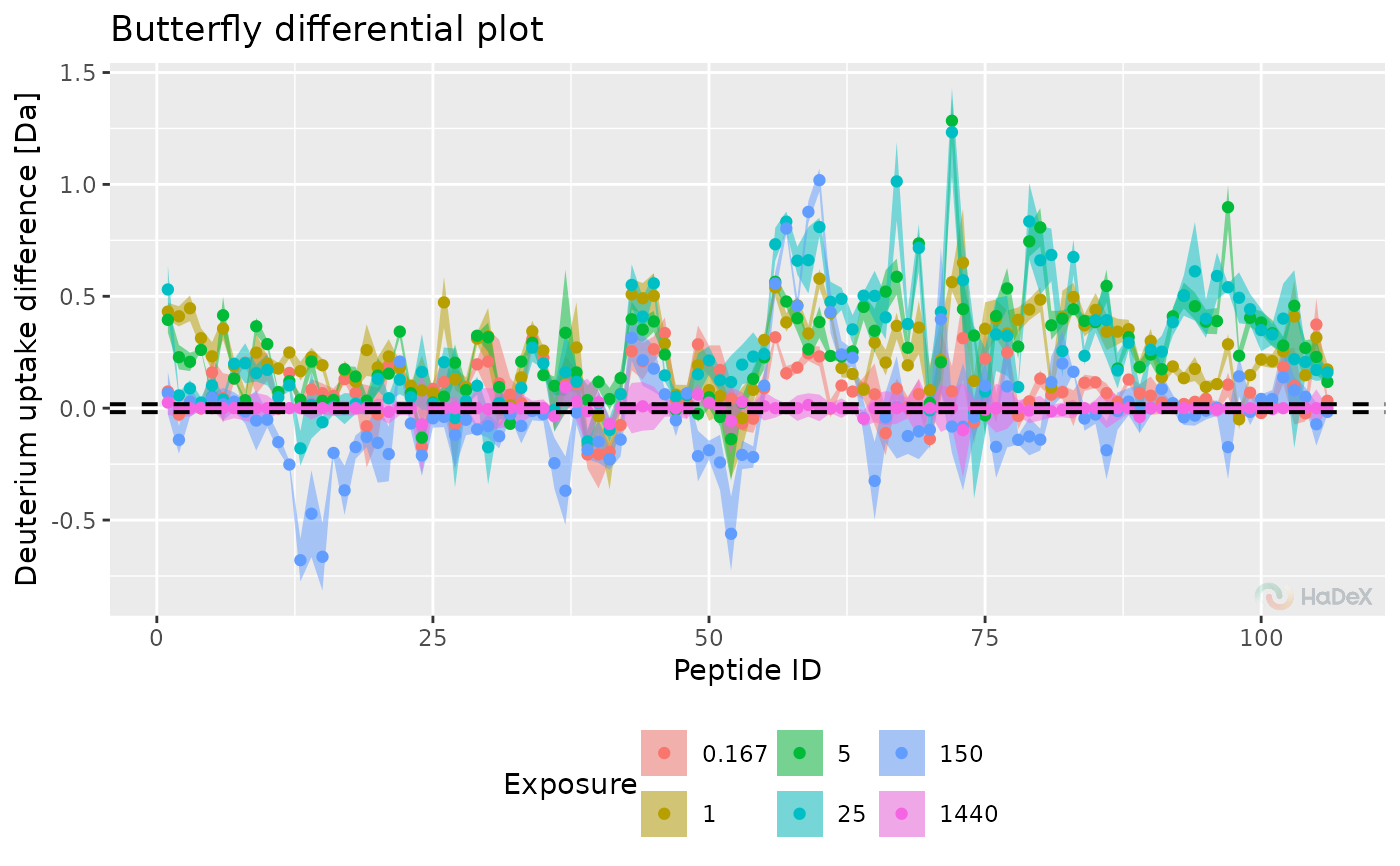 Butterfly differential plot
Deuterium uptake difference [Da]
1.5
1.0
0.5
0.0
-0.5
HaDeX
0 25 50 75 100
Peptide ID
Exposure
0.167 5 150
1 25 1440